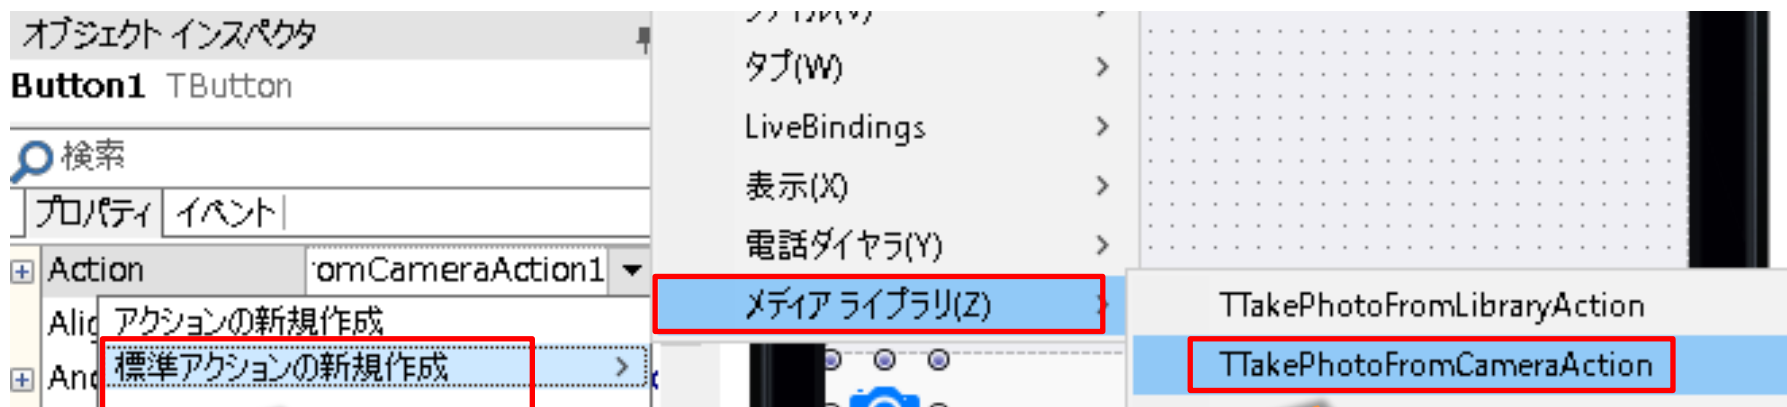 オブジェクト インスペクタ
Button1 TButton
検索
プロパティ イベント
Action
omCameraAction1
アクションの新規作成
標準アクションの新規作成
タブ(W)
LiveBindings
表示(X)
電話ダイヤラ(Y)
メディア ライブラリ(Z)
TTakePhotoFromLibraryAction
TTakePhotoFromCameraAction